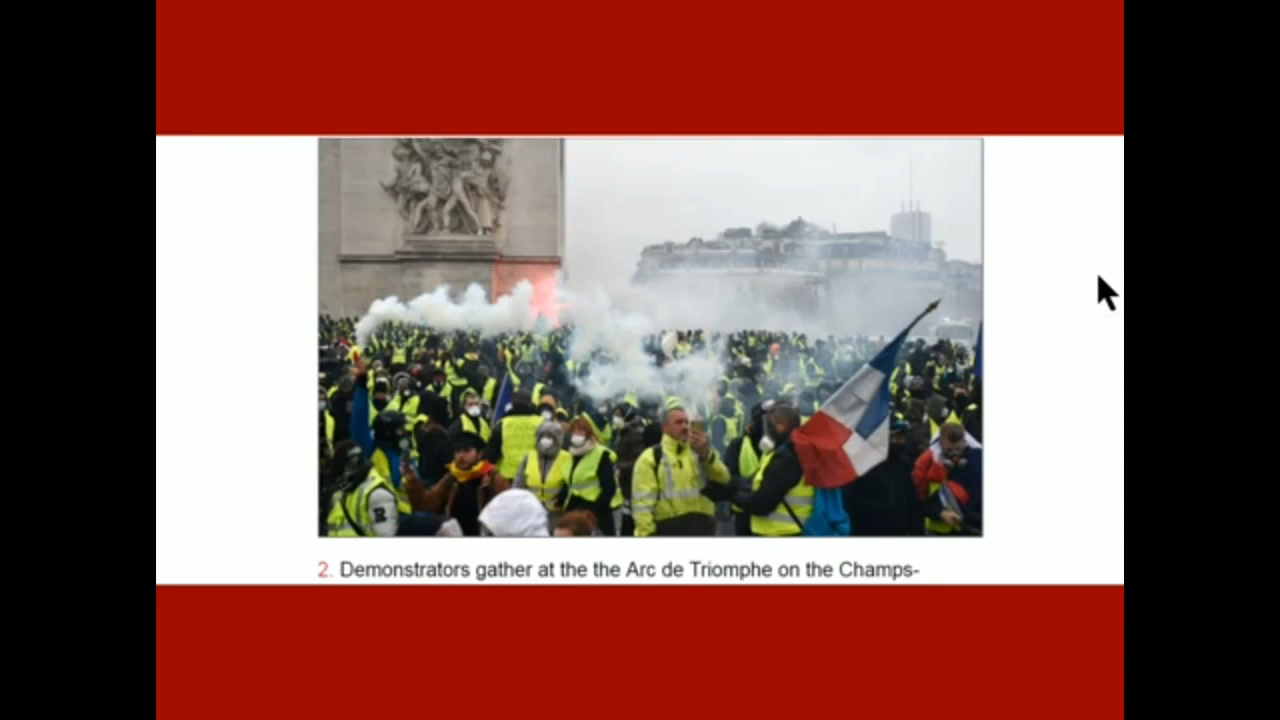 2. Demonstrators gather at the the Arc de Triomphe on the Champs-